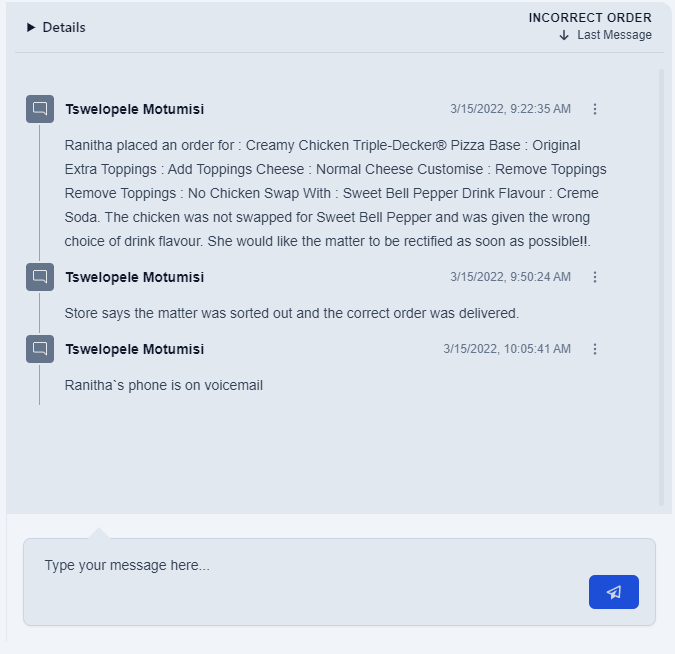 Details
INCORRECT ORDER
Last Message
Tswelopele Motumisi 3/15/2022, 9:22:35 AM
Ranitha placed an order for : Creamy Chicken Triple-Decker® Pizza Base : Original
Extra Toppings : Add Toppings Cheese : Normal Cheese Customise : Remove Toppings
Remove Toppings : No Chicken Swap With : Sweet Bell Pepper Drink Flavour : Creme
Soda. The chicken was not swapped for Sweet Bell Pepper and was given the wrong
choice of drink flavour. She would like the matter to be rectified as soon as possible!!.
Tswelopele Motumisi 3/15/2022, 9:50:24 AM
Store says the matter was sorted out and the correct order was delivered.
Tswelopele Motumisi 3/15/2022, 10:05:41 AM
Ranitha`s phone is on voicemail
Type your message here...